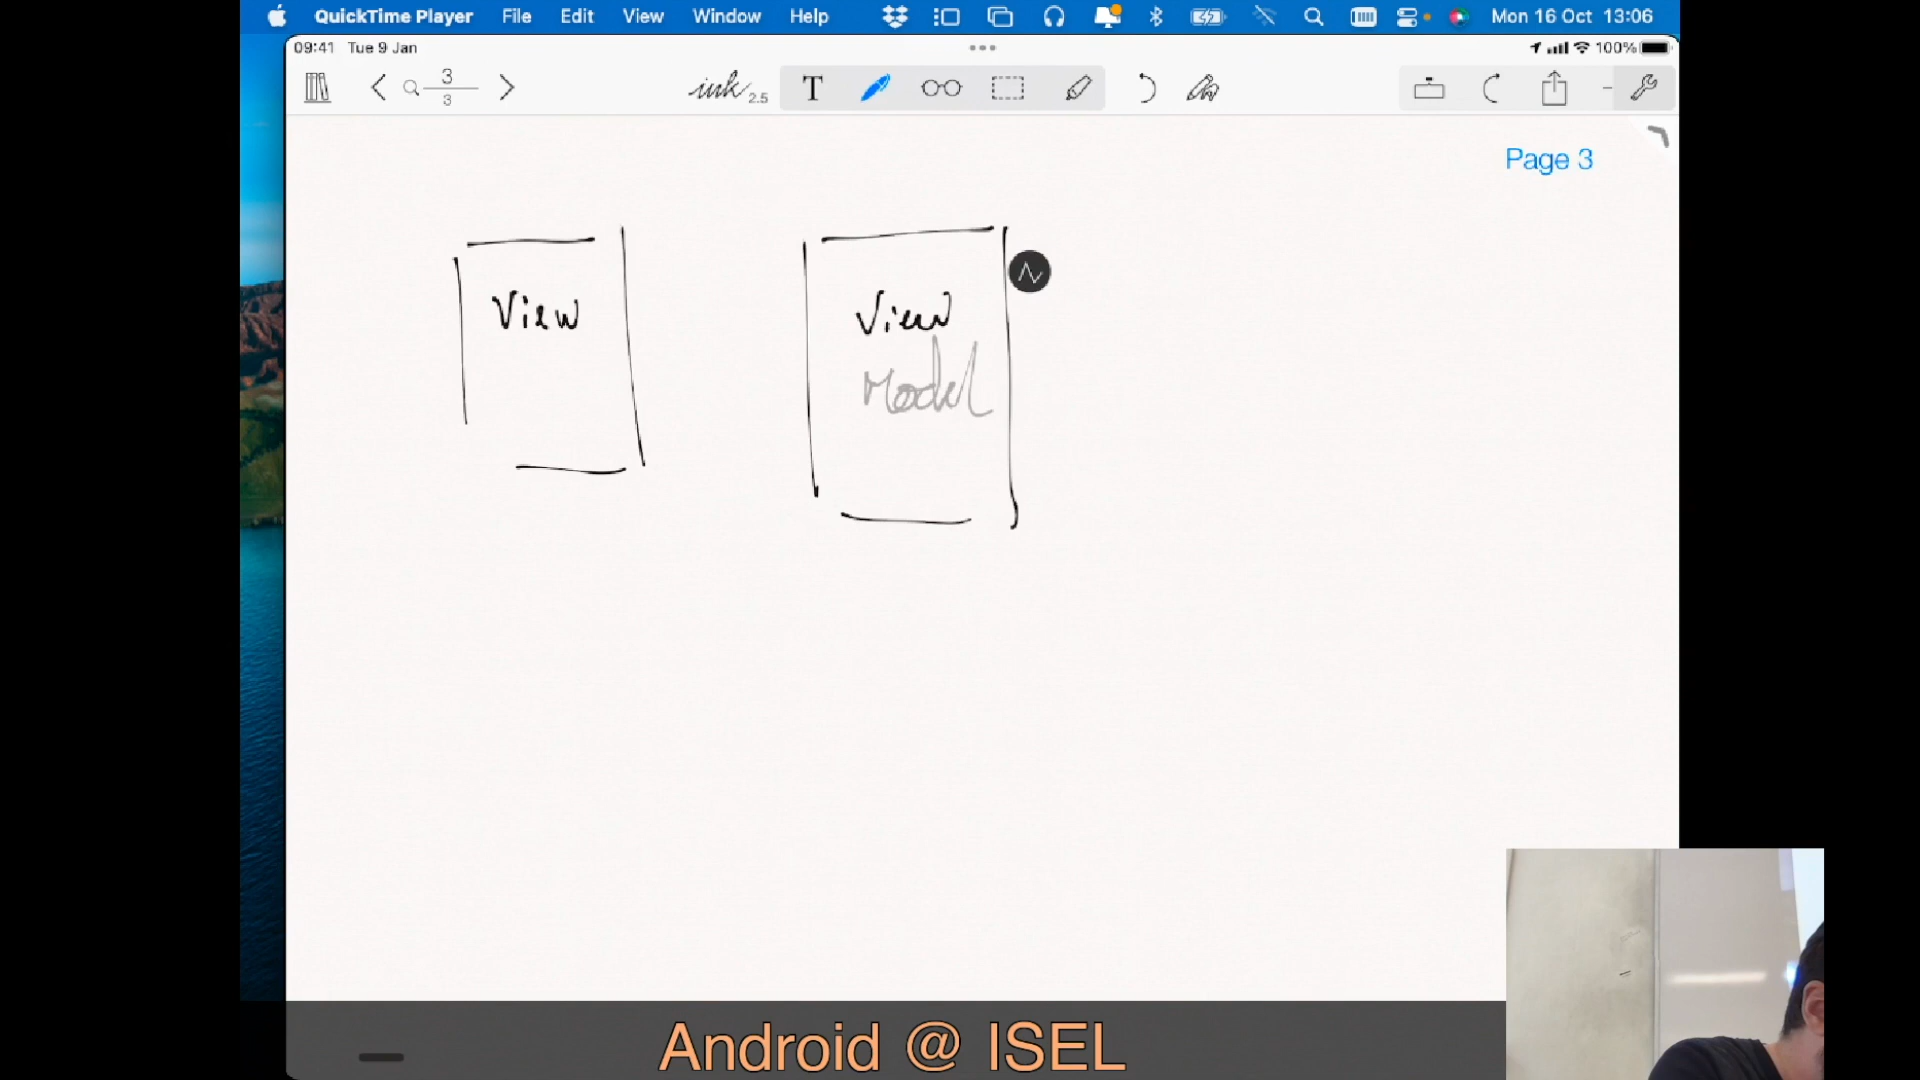 QuickTime Player File Edit View Window Help Mon 16 Oct 13:06
09:41 Tue 9 Jan 100%
3
3
ink 2.5 T
Page 3
View
View
Model
Android @ ISEL